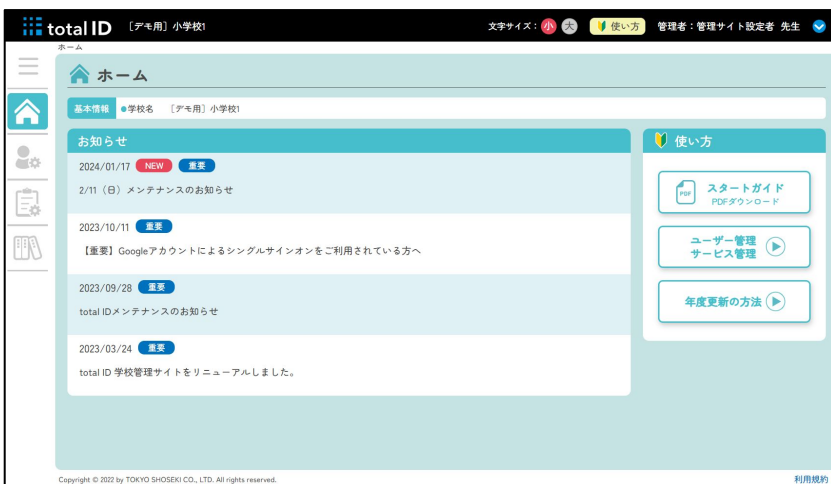 total ID [デモ用] 小学校1 文字サイズ: 小 大 使い方 管理者：管理サイト設定者 先生
ホーム
ホーム
基本情報 ●学校名 [デモ用] 小学校1
お知らせ
2024/01/17 NEW 重要
2/11（日）メンテナンスのお知らせ
2023/10/11 重要
【重要】Googleアカウントによるシングルサインオンをご利用されている方へ
2023/09/28 重要
total IDメンテナンスのお知らせ
2023/03/24 重要
total ID 学校管理サイトをリニューアルしました。
使い方
PDF スタートガイド
PDFダウンロード
ユーザー管理
サービス管理
年度更新の方法
Copyright © 2022 by TOKYO SHOSEKI CO., LTD. All rights reserved. 利用規約